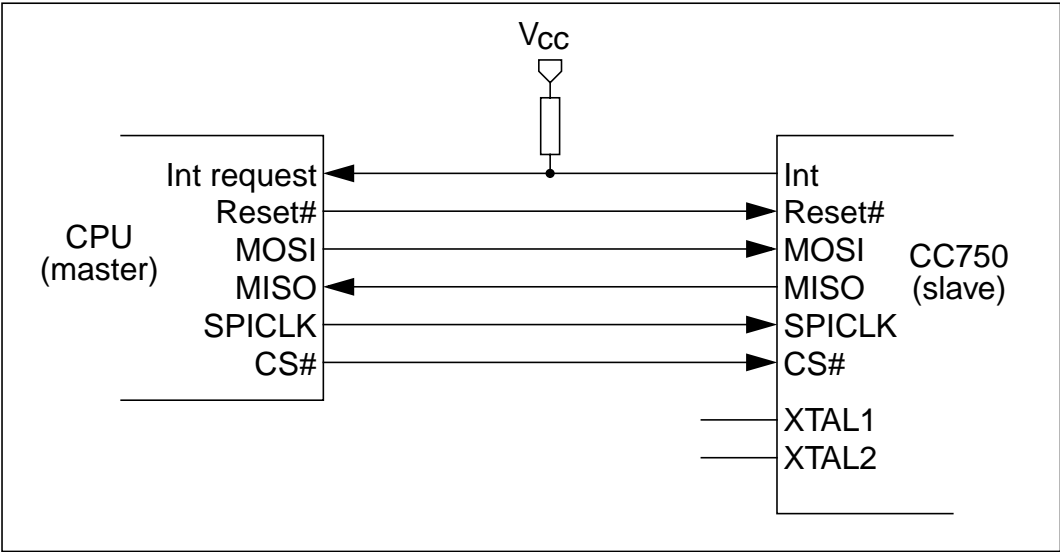 VCC
Int request
Reset#
MOSI
MISO
SPICLK
CS#
CPU
(master)
Int
Reset#
MOSI
MISO
SPICLK
CS#
XTAL1
XTAL2
CC750
(slave)